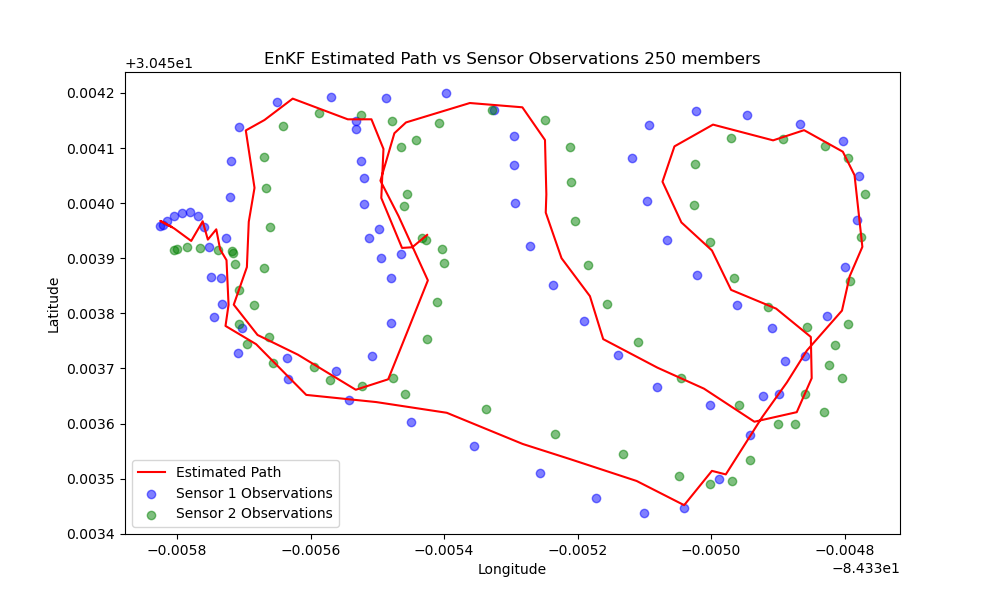 EnKF Estimated Path vs Sensor Observations 250 members
+3.045e1
0.0042
0.0041
0.0040
0.0039
0.0038
0.0037
0.0036
0.0035
0.0034
Latitude
Estimated Path
Sensor 1 Observations
Sensor 2 Observations
−0.0058 −0.0056 −0.0054 −0.0052 −0.0050 −0.0048
Longitude
−8.433e1